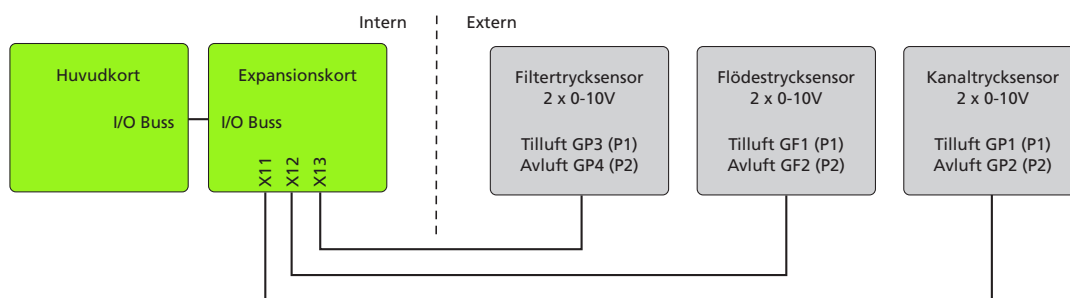 Intern
Extern
Huvudkort
I/O Buss
Expansionskort
I/O Buss
X11
X12
X13
Filtertrycksensor
2 x 0-10V
Tilluft GP3 (P1)
Avluft GP4 (P2)
Flödestrycksensor
2 x 0-10V
Tilluft GF1 (P1)
Avluft GF2 (P2)
Kanaltrycksensor
2 x 0-10V
Tilluft GP1 (P1)
Avluft GP2 (P2)